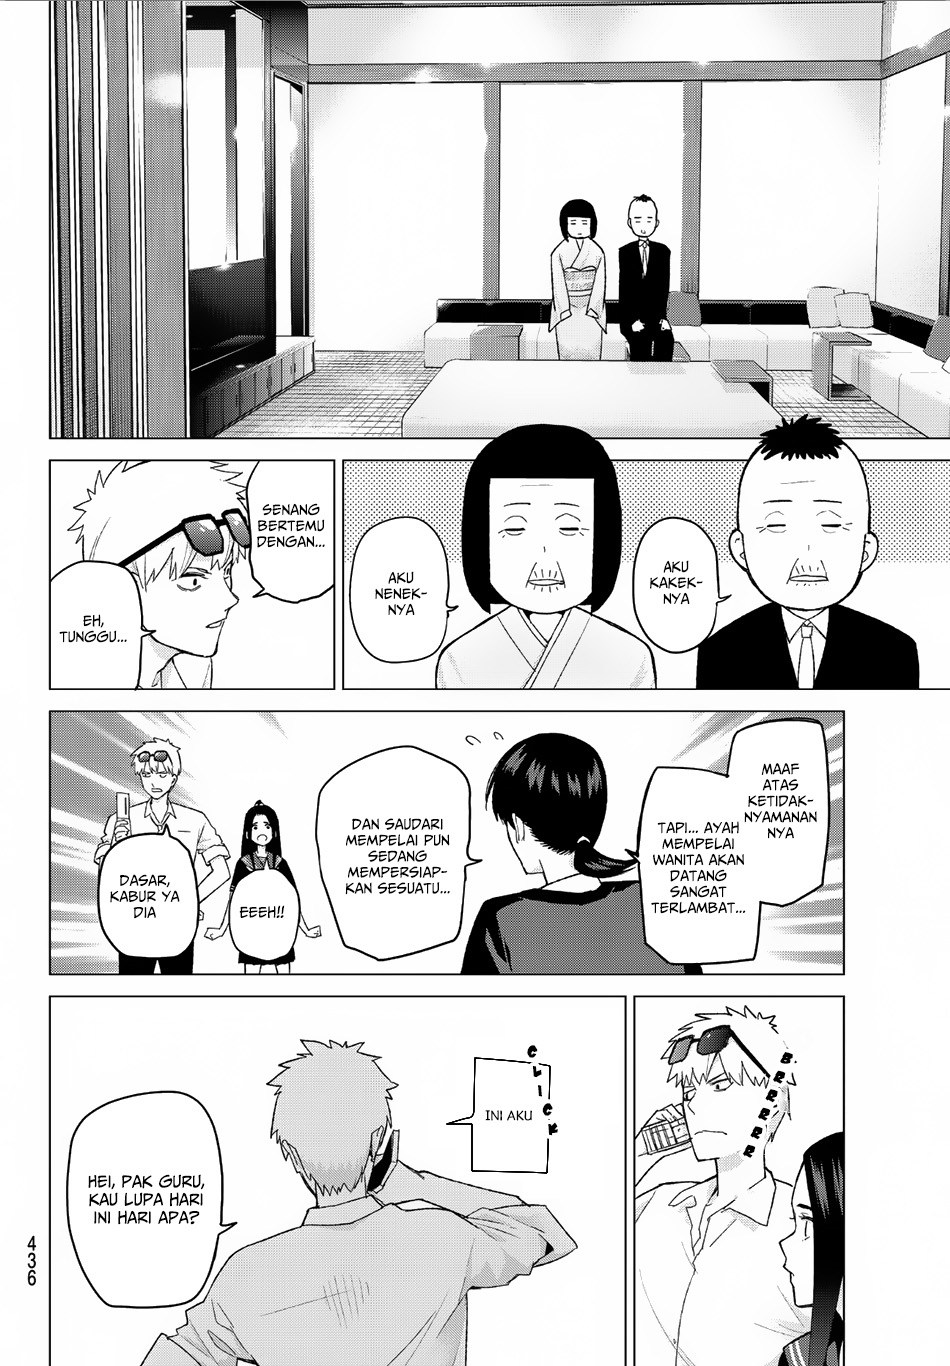 AKU
KAKEK-
NYA
AKU
NENEK-
NYA
SENANG
BERTEMU
DENGAN...
EH,
TUNGGU...
MAAF
ATAS
KETIDAK-
NYAMANAN
NYA
TAPI... AYAH
MEMPELAI
WANITA AKAN
DATANG
SANGAT
TERLAMBAT...
DAN SAUDARI
MEMPELAI PUN
SEDANG
MEMPERSIAP-
KAN SESUATU...
EEEH!!
DASAR,
KABUR YA
DIA
BRRRRRR
CLICK
INI AKU
HEI, PAK GURU,
KAU LUPA HARI
INI HARI APA?
436